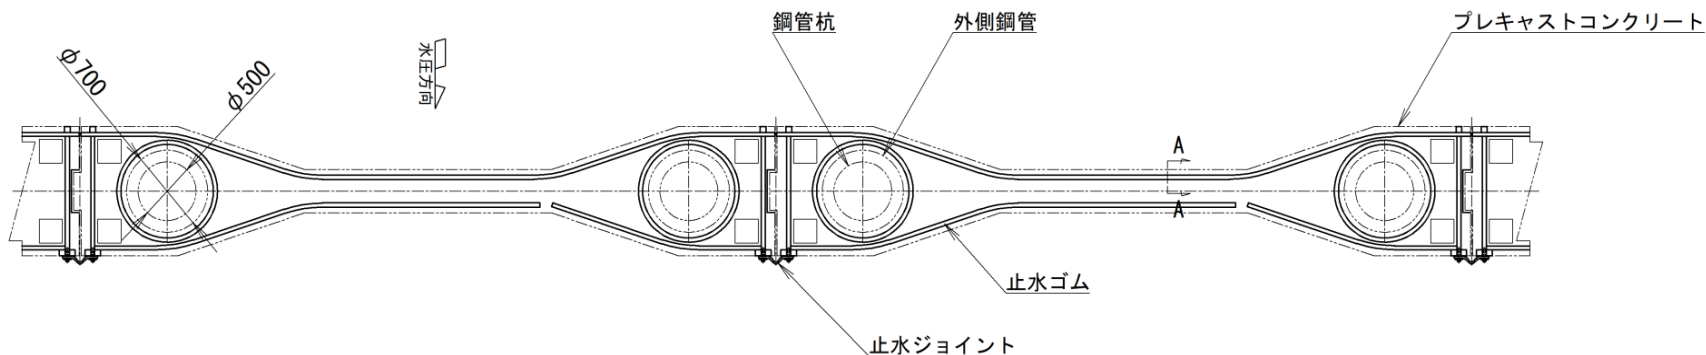 鋼管杭
外側鋼管
プレキャストコンクリート
水圧方向
φ700
φ500
A
A
止水ゴム
止水ジョイント